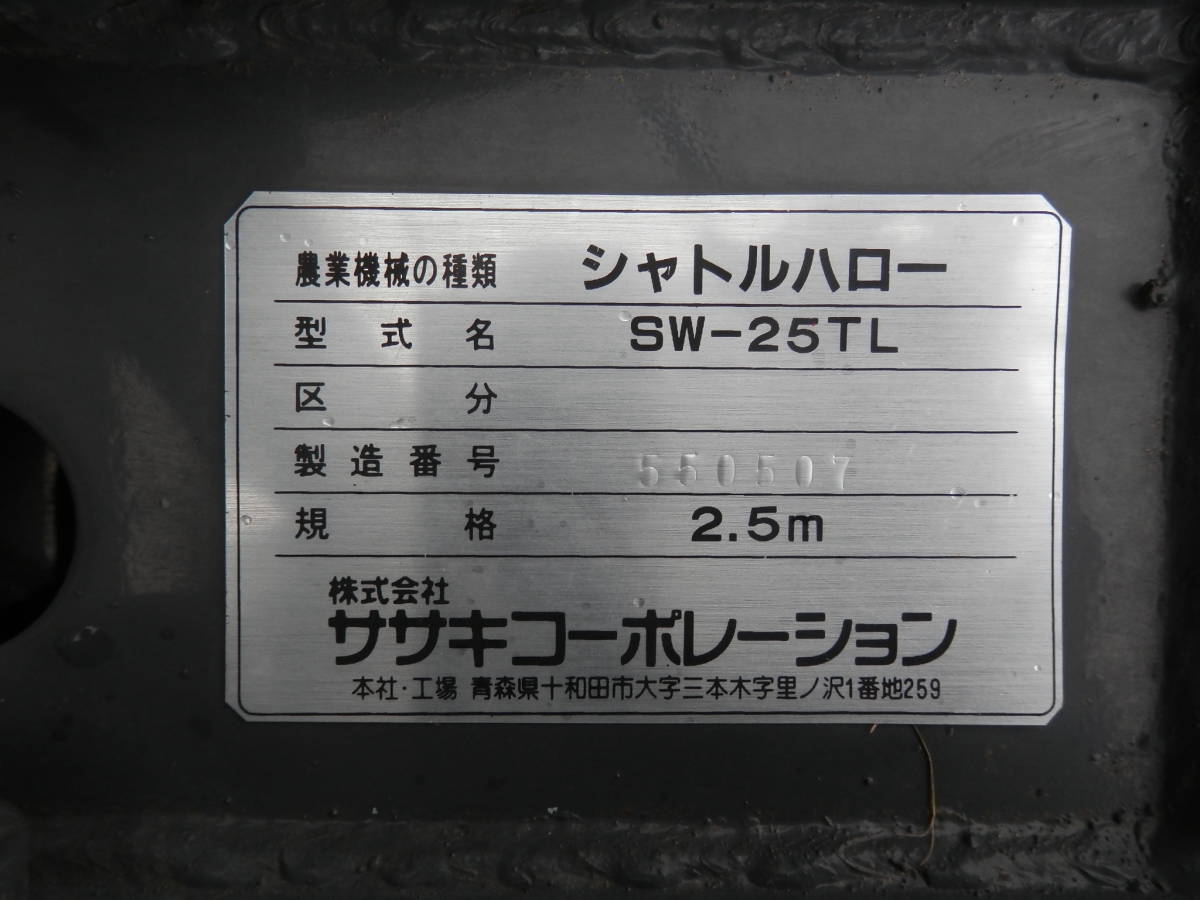 農業機械の種類 シャトルハロー
型式名 SW-25TL
区分
製造番号 550507
規格 2.5m
株式会社
ササキコーポレーション
本社・工場 青森県十和田市大字三本木字里ノ沢1番地259